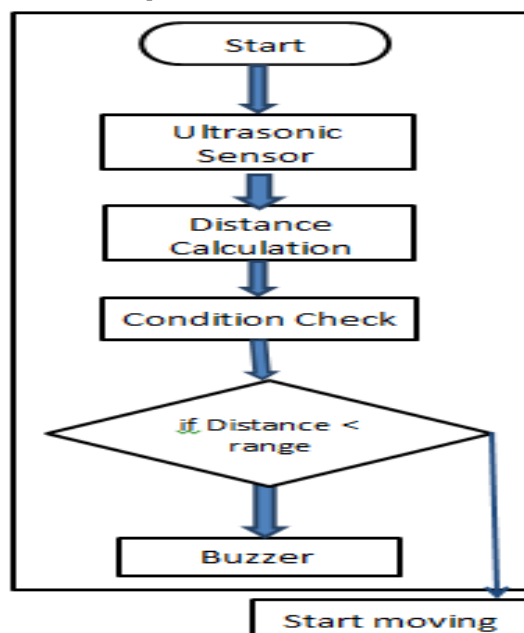 Start
Ultrasonic
Sensor
Distance
Calculation
Condition Check
if Distance <
range
Buzzer
Start moving